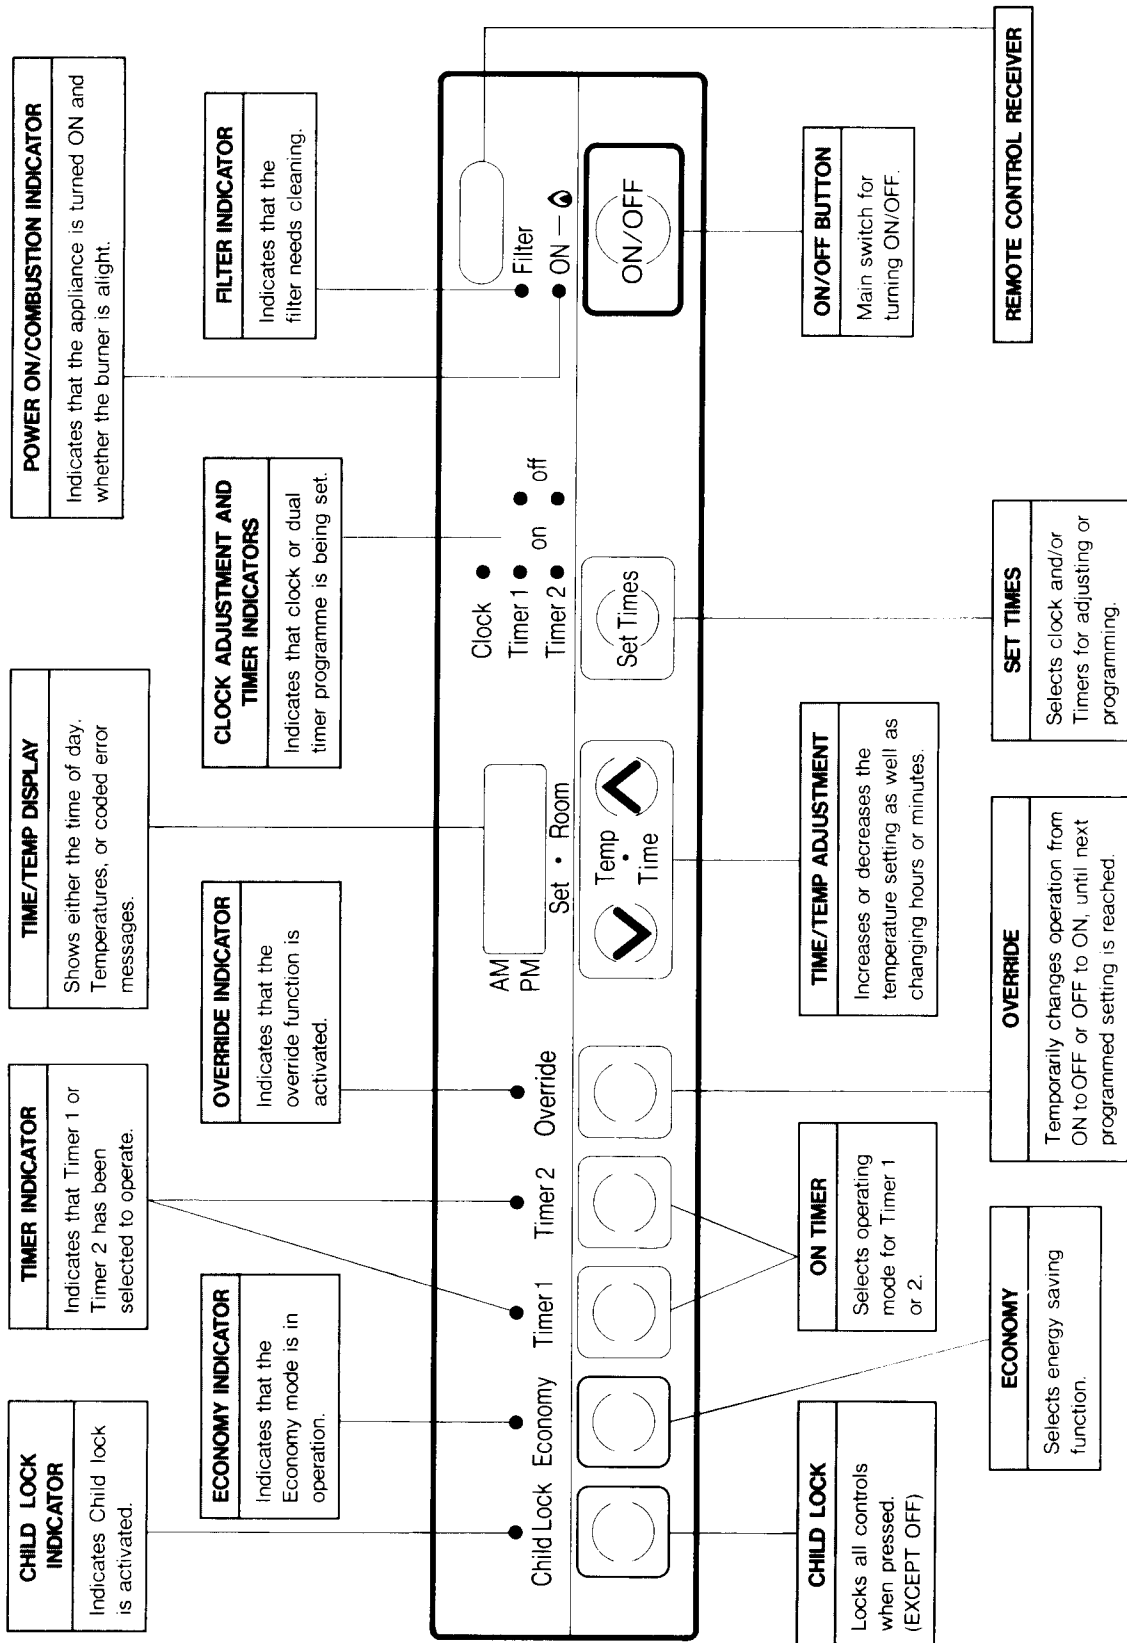 CHILD LOCK
INDICATOR
Indicates Child lock
is activated.
TIMER INDICATOR
Indicates that Timer 1 or
Timer 2 has been
selected to operate.
TIME/TEMP DISPLAY
Shows either the time of day.
Temperatures, or coded error
messages.
POWER ON/COMBUSTION INDICATOR
Indicates that the appliance is turned ON and
whether the burner is alight.
ECONOMY INDICATOR
Indicates that the
Economy mode is in
operation.
OVERRIDE INDICATOR
Indicates that the
override function is
activated.
CLOCK ADJUSTMENT AND
TIMER INDICATORS
Indicates that clock or dual
timer programme is being set.
FILTER INDICATOR
Indicates that the
filter needs cleaning.
Child Lock
Economy
Timer 1
Timer 2
Override
AM
PM
Set • Room
Clock
Timer 1
on
off
Timer 2
Filter
ON
Temp
•
Time
Set Times
ON/OFF
CHILD LOCK
Locks all controls
when pressed.
(EXCEPT OFF)
ON TIMER
Selects operating
mode for Timer 1
or 2.
TIME/TEMP ADJUSTMENT
Increases or decreases the
temperature setting as well as
changing hours or minutes.
ON/OFF BUTTON
Main switch for
turning ON/OFF.
ECONOMY
Selects energy saving
function.
OVERRIDE
Temporarily changes operation from
ON to OFF or OFF to ON, until next
programmed setting is reached.
SET TIMES
Selects clock and/or
Timers for adjusting or
programming.
REMOTE CONTROL RECEIVER